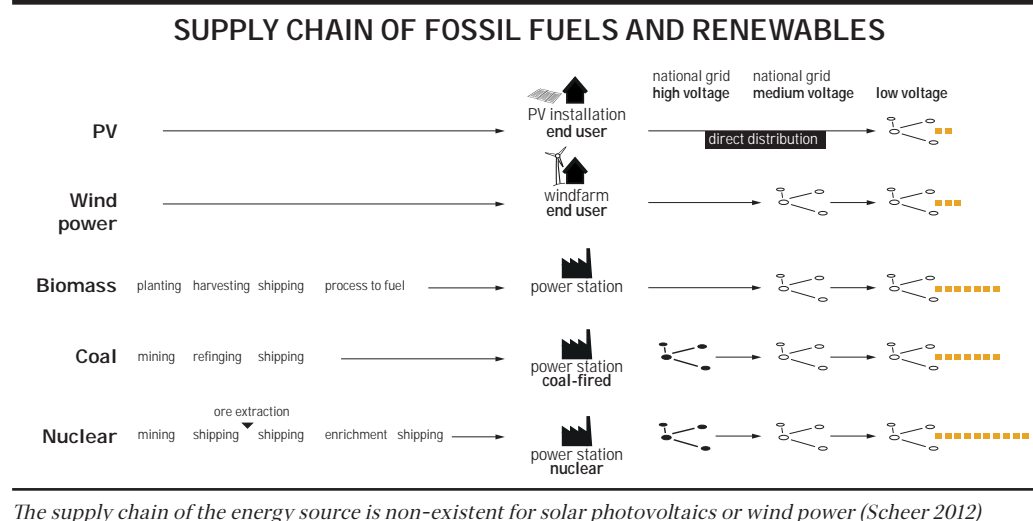 SUPPLY CHAIN OF FOSSIL FUELS AND RENEWABLES
national grid
high voltage
national grid
medium voltage
low voltage
PV
PV installation
end user
direct distribution
Wind
power
windfarm
end user
Biomass
planting harvesting shipping process to fuel
power station
Coal
mining refinging shipping
power station
coal-fired
ore extraction
Nuclear
mining shipping shipping enrichment shipping
power station
nuclear
The supply chain of the energy source is non-existent for solar photovoltaics or wind power (Scheer 2012)